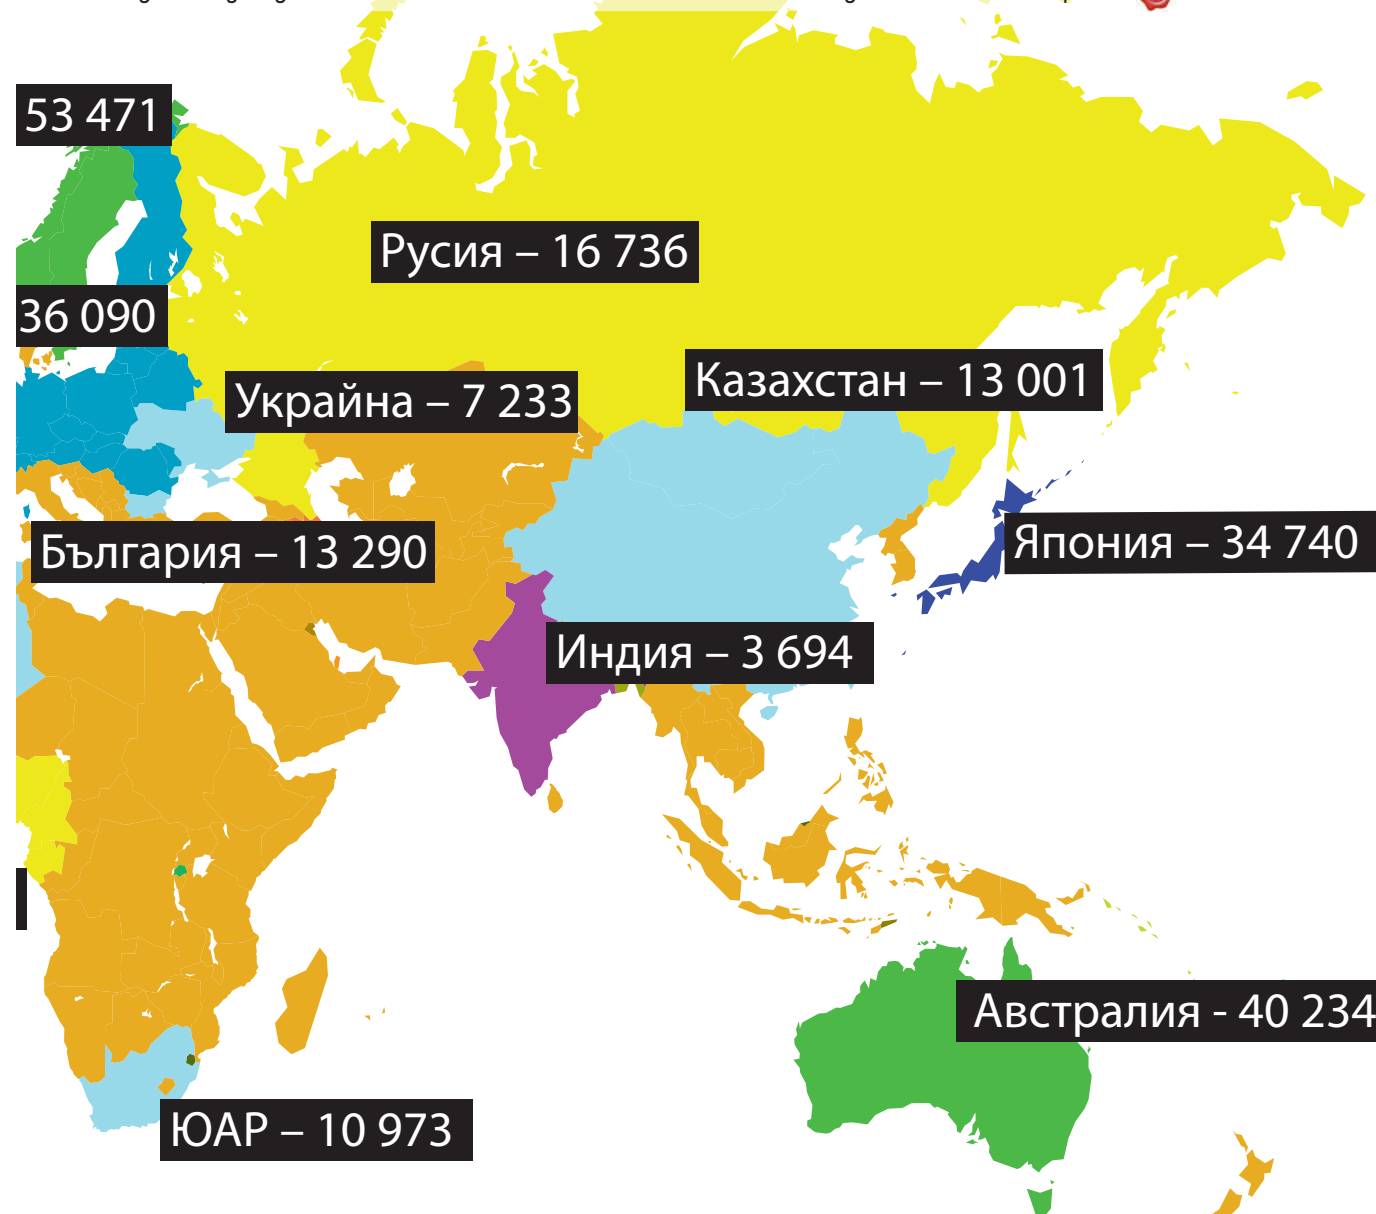 53 471
Русия – 16 736
36 090
Казахстан – 13 001
Украйна – 7 233
Япония – 34 740
България – 13 290
Индия – 3 694
Австралия - 40 234
ЮАР – 10 973